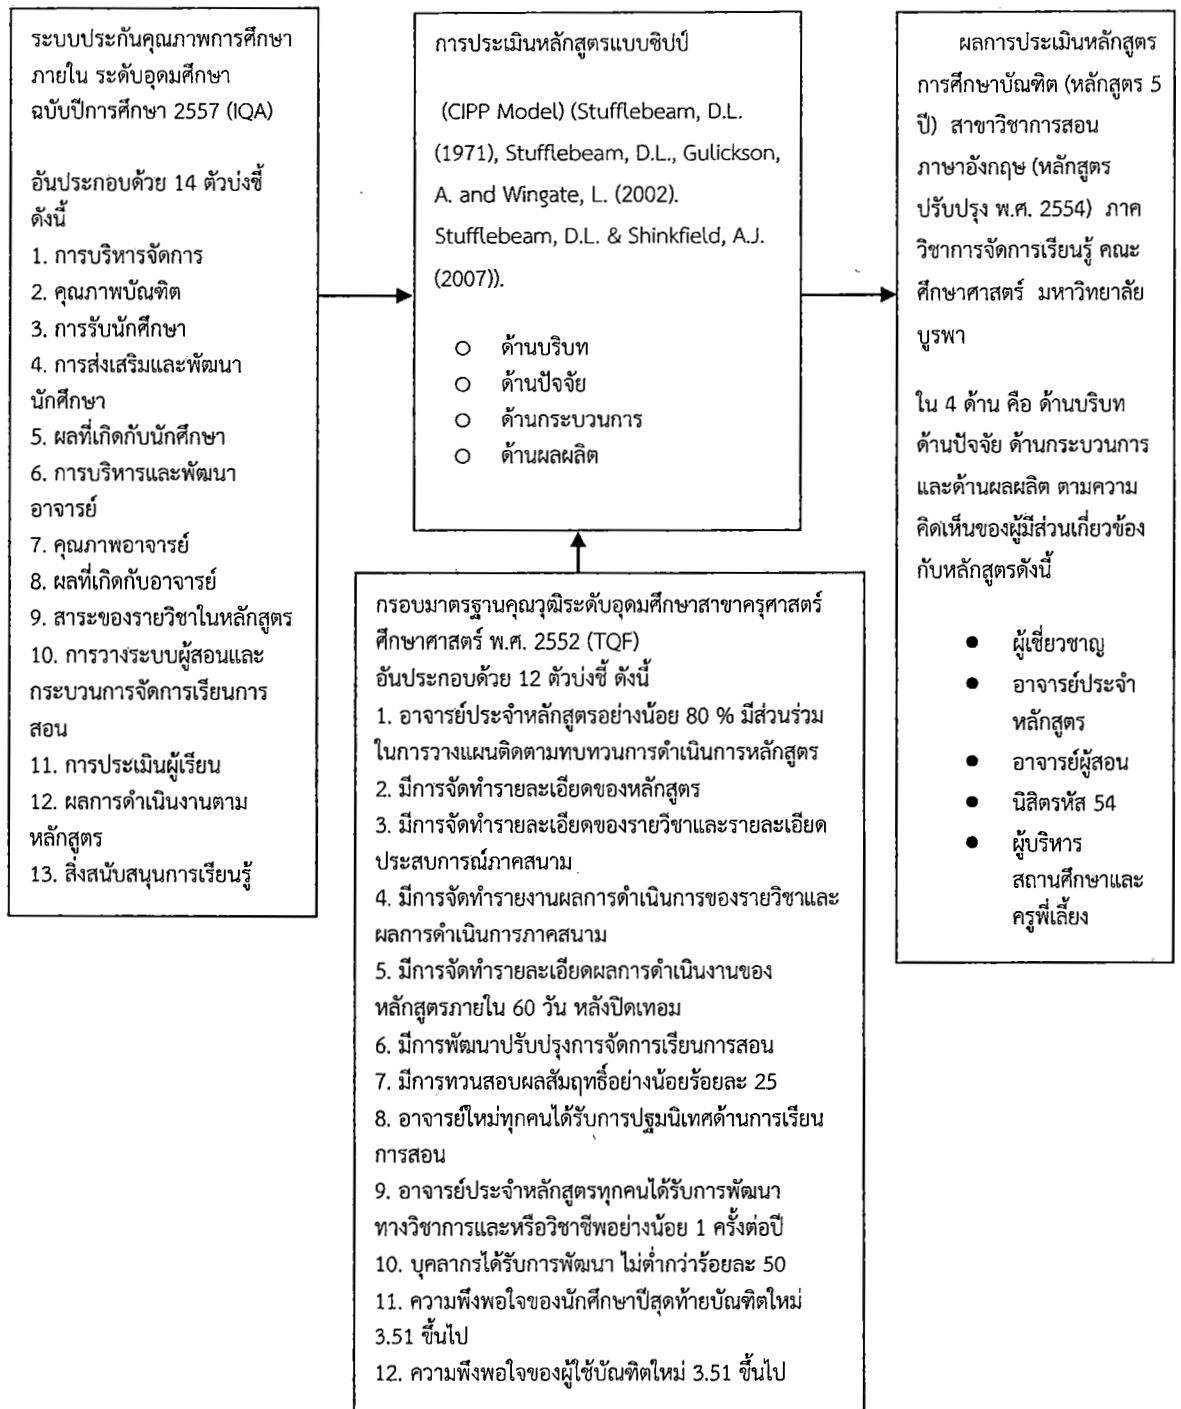 ระบบประกันคุณภาพการศึกษา
ภายใน ระดับอุดมศึกษา
ฉบับปีการศึกษา 2557 (IQA)
อันประกอบด้วย 14 ตัวบ่งชี้
ดังนี้
1. การบริหารจัดการ
2. คุณภาพบัณฑิต
3. การรับนักศึกษา
4. การส่งเสริมและพัฒนา
นักศึกษา
5. ผลที่เกิดกับนักศึกษา
6. การบริหารและพัฒนา
อาจารย์
7. คุณภาพอาจารย์
8. ผลที่เกิดกับอาจารย์
9. สาระของรายวิชาในหลักสูตร
10. การวางระบบผู้สอนและ
กระบวนการจัดการเรียนการ
สอน
11. การประเมินผู้เรียน
12. ผลการดำเนินงานตาม
หลักสูตร
13. สิ่งสนับสนุนการเรียนรู้
การประเมินหลักสูตรแบบซิปป์
(CIPP Model) (Stufflebeam, D.L.
(1971), Stufflebeam, D.L., Gulickson,
A. and Wingate, L. (2002).
Stufflebeam, D.L. & Shinkfield, A.J.
(2007)).
○ ด้านบริบท
○ ด้านปัจจัย
○ ด้านกระบวนการ
○ ด้านผลผลิต
กรอบมาตรฐานคุณวุฒิระดับอุดมศึกษาสาขาครุศาสตร์
ศึกษาศาสตร์ พ.ศ. 2552 (TQF)
อันประกอบด้วย 12 ตัวบ่งชี้ ดังนี้
1. อาจารย์ประจำหลักสูตรอย่างน้อย 80 % มีส่วนร่วม
ในการวางแผนติดตามทบทวนการดำเนินการหลักสูตร
2. มีการจัดทำรายละเอียดของหลักสูตร
3. มีการจัดทำรายละเอียดของรายวิชาและรายละเอียด
ประสบการณ์ภาคสนาม
4. มีการจัดทำรายงานผลการดำเนินการของรายวิชาและ
ผลการดำเนินการภาคสนาม
5. มีการจัดทำรายละเอียดผลการดำเนินงานของ
หลักสูตรภายใน 60 วัน หลังปิดเทอม
6. มีการพัฒนาปรับปรุงการจัดการเรียนการสอน
7. มีการทวนสอบผลสัมฤทธิ์อย่างน้อยร้อยละ 25
8. อาจารย์ใหม่ทุกคนได้รับการปฐมนิเทศด้านการเรียน
การสอน
9. อาจารย์ประจำหลักสูตรทุกคนได้รับการพัฒนา
ทางวิชาการและหรือวิชาชีพอย่างน้อย 1 ครั้งต่อปี
10. บุคลากรได้รับการพัฒนา ไม่ต่ำกว่าร้อยละ 50
11. ความพึงพอใจของนักศึกษาปีสุดท้ายบัณฑิตใหม่
3.51 ขึ้นไป
12. ความพึงพอใจของผู้ใช้บัณฑิตใหม่ 3.51 ขึ้นไป
ผลการประเมินหลักสูตร
การศึกษาบัณฑิต (หลักสูตร 5
ปี) สาขาวิชาการสอน
ภาษาอังกฤษ (หลักสูตร
ปรับปรุง พ.ศ. 2554) ภาค
วิชาการจัดการเรียนรู้ คณะ
ศึกษาศาสตร์ มหาวิทยาลัย
บูรพา
ใน 4 ด้าน คือ ด้านบริบท
ด้านปัจจัย ด้านกระบวนการ
และด้านผลผลิต ตามความ
คิดเห็นของผู้มีส่วนเกี่ยวข้อง
กับหลักสูตรดังนี้
● ผู้เชี่ยวชาญ
● อาจารย์ประจำ
หลักสูตร
● อาจารย์ผู้สอน
● นิสิตรหัส 54
● ผู้บริหาร
สถานศึกษาและ
ครูพี่เลี้ยง